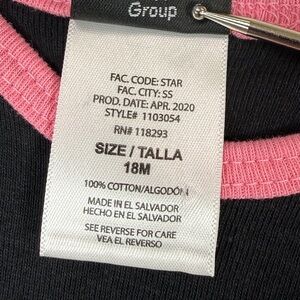 Group
FAC. CODE: STAR
FAC. CITY: SS
PROD. DATE: APR. 2020
STYLE# 1103054
RN# 118293
SIZE / TALLA
18M
100% COTTON/ALGODÓN
MADE IN EL SALVADOR
HECHO EN EL SALVADOR
SEE REVERSE FOR CARE
VEA EL REVERSO